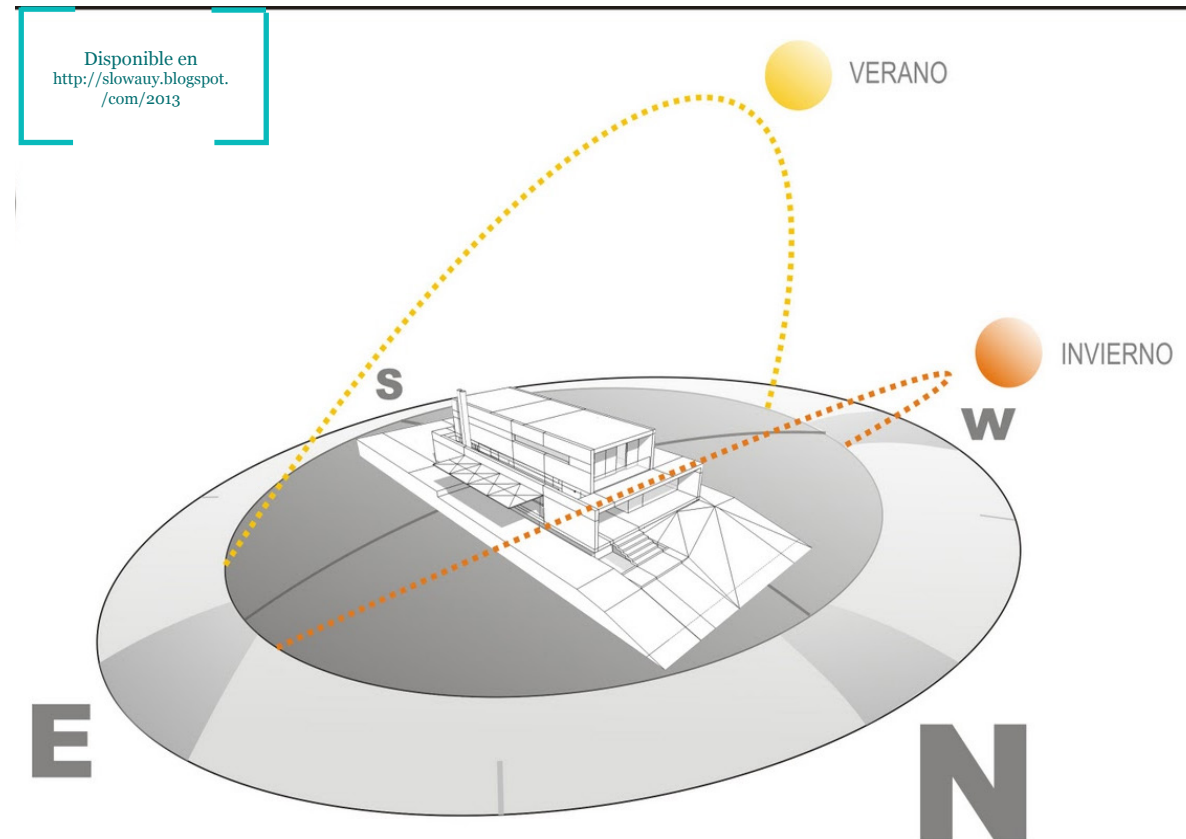 Disponible en
http://slowauy.blogspot.
/com/2013
VERANO
INVIERNO
S
W
E
N